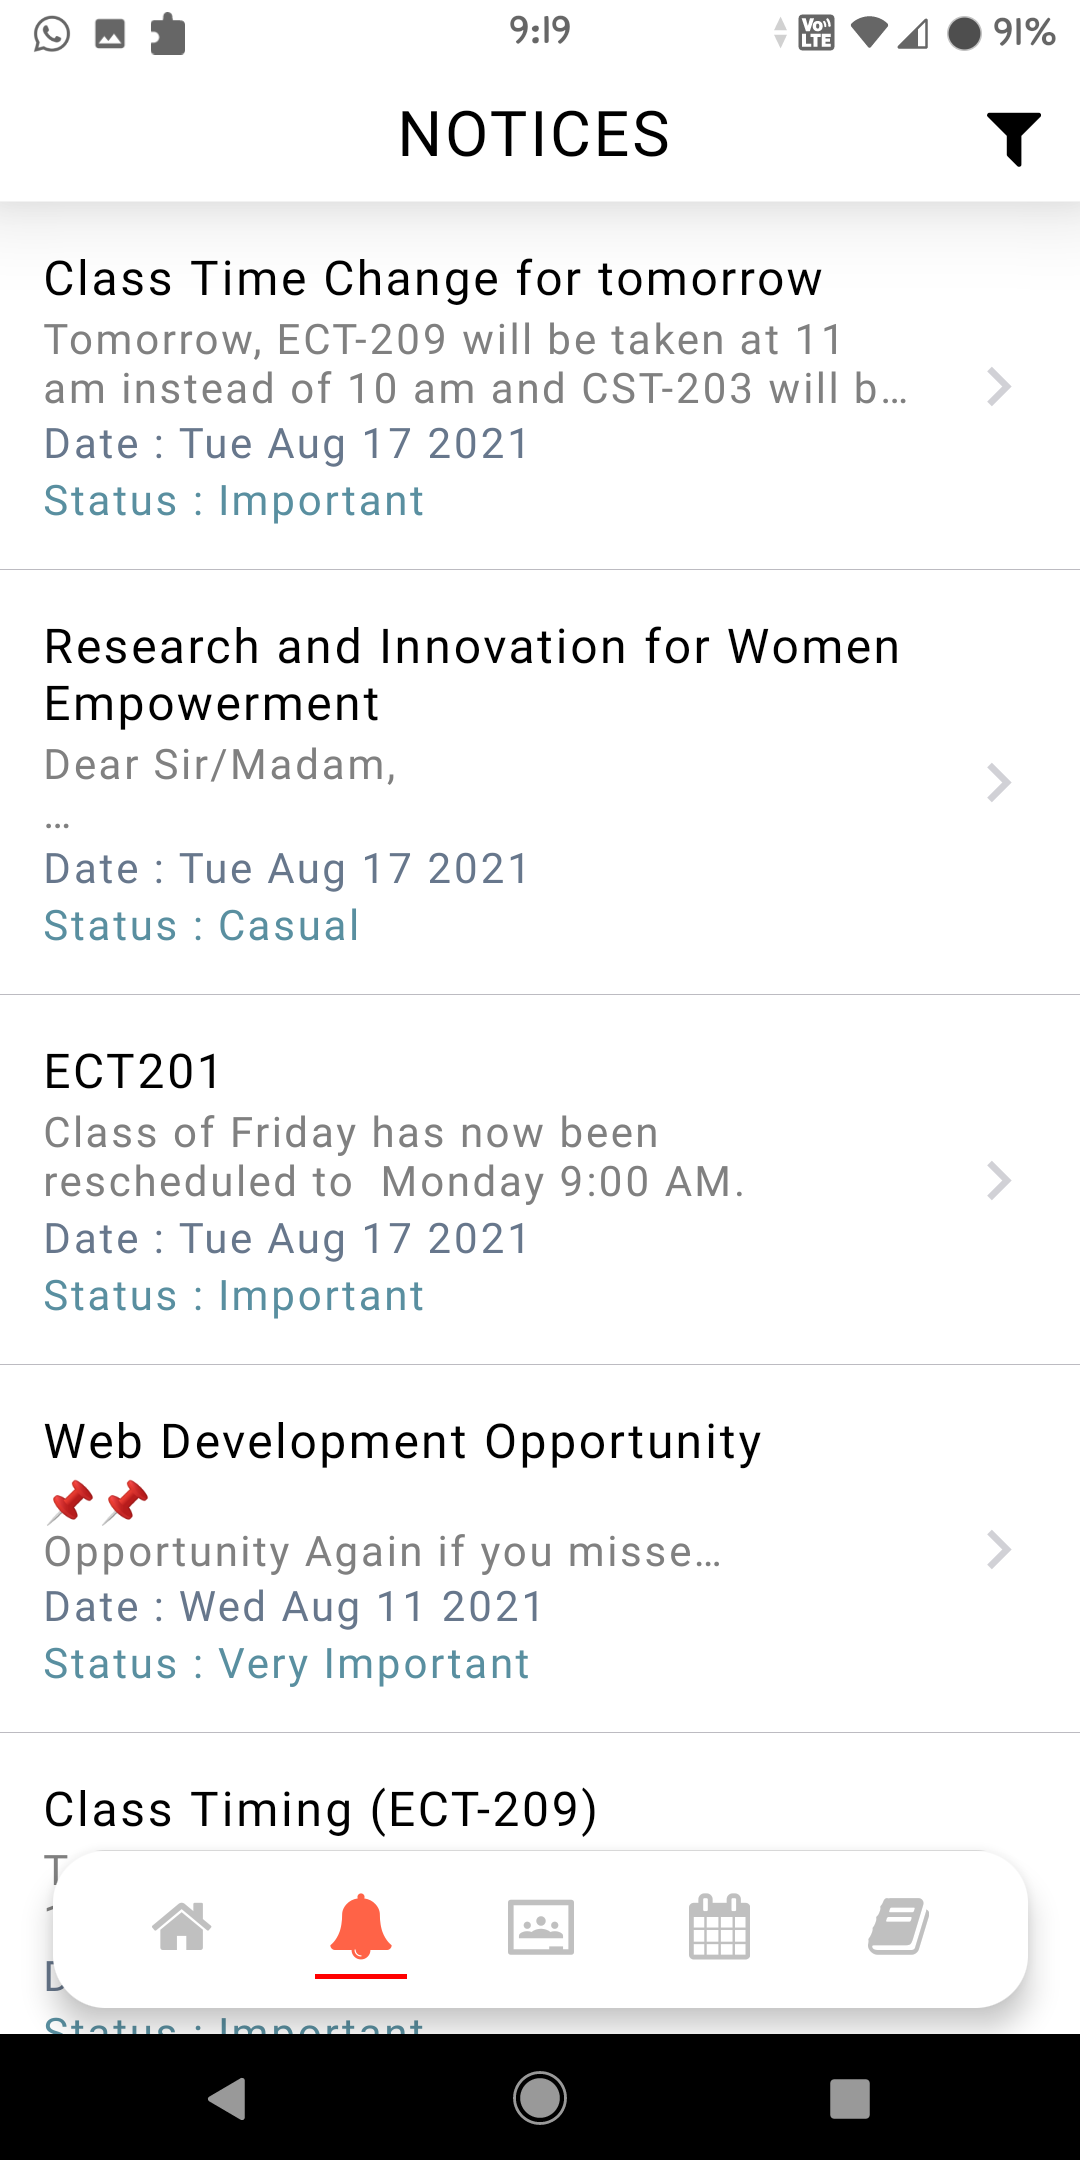 9:19
Vo)) LTE
91%
NOTICES
Class Time Change for tomorrow
Tomorrow, ECT-209 will be taken at 11
am instead of 10 am and CST-203 will b…
Date : Tue Aug 17 2021
Status : Important
Research and Innovation for Women
Empowerment
Dear Sir/Madam,
…
Date : Tue Aug 17 2021
Status : Casual
ECT201
Class of Friday has now been
rescheduled to  Monday 9:00 AM.
Date : Tue Aug 17 2021
Status : Important
Web Development Opportunity
📌📌
Opportunity Again if you misse…
Date : Wed Aug 11 2021
Status : Very Important
Class Timing (ECT-209)
Status : Important